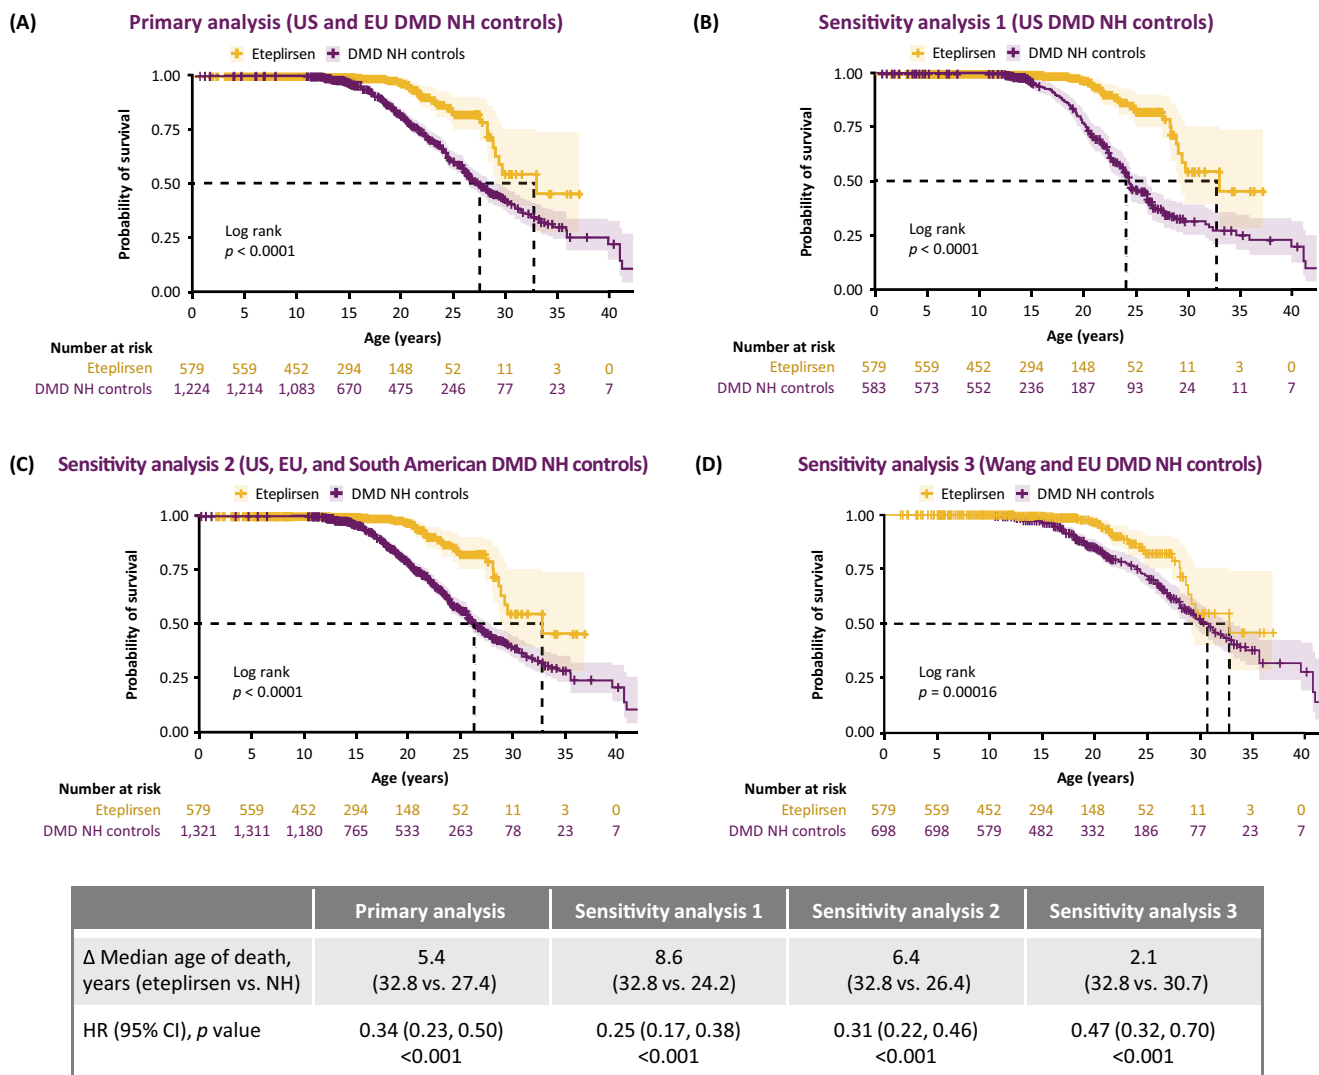 (A) Primary analysis (US and EU DMD NH controls)
Eteplirsen DMD NH controls
Probability of survival
1.00
0.75
0.50
0.25
0.00
Log rank
p < 0.0001
0 5 10 15 20 25 30 35 40
Age (years)
Number at risk
Eteplirsen 579 559 452 294 148 52 11 3 0
DMD NH controls 1,224 1,214 1,083 670 475 246 77 23 7
(B) Sensitivity analysis 1 (US DMD NH controls)
Eteplirsen DMD NH controls
Probability of survival
1.00
0.75
0.50
0.25
0.00
Log rank
p < 0.0001
0 5 10 15 20 25 30 35 40
Age (years)
Number at risk
Eteplirsen 579 559 452 294 148 52 11 3 0
DMD NH controls 583 573 552 236 187 93 24 11 7
(C) Sensitivity analysis 2 (US, EU, and South American DMD NH controls)
Eteplirsen DMD NH controls
Probability of survival
1.00
0.75
0.50
0.25
0.00
Log rank
p < 0.0001
0 5 10 15 20 25 30 35 40
Age (years)
Number at risk
Eteplirsen 579 559 452 294 148 52 11 3 0
DMD NH controls 1,321 1,311 1,180 765 533 263 78 23 7
(D) Sensitivity analysis 3 (Wang and EU DMD NH controls)
Eteplirsen DMD NH controls
Probability of survival
1.00
0.75
0.50
0.25
0.00
Log rank
p = 0.00016
0 5 10 15 20 25 30 35 40
Age (years)
Number at risk
Eteplirsen 579 559 452 294 148 52 11 3 0
DMD NH controls 698 698 579 482 332 186 77 23 7
Primary analysis Sensitivity analysis 1 Sensitivity analysis 2 Sensitivity analysis 3
Δ Median age of death, 5.4 8.6 6.4 2.1
years (eteplirsen vs. NH) (32.8 vs. 27.4) (32.8 vs. 24.2) (32.8 vs. 26.4) (32.8 vs. 30.7)
HR (95% CI), p value 0.34 (0.23, 0.50) 0.25 (0.17, 0.38) 0.31 (0.22, 0.46) 0.47 (0.32, 0.70)
<0.001 <0.001 <0.001 <0.001